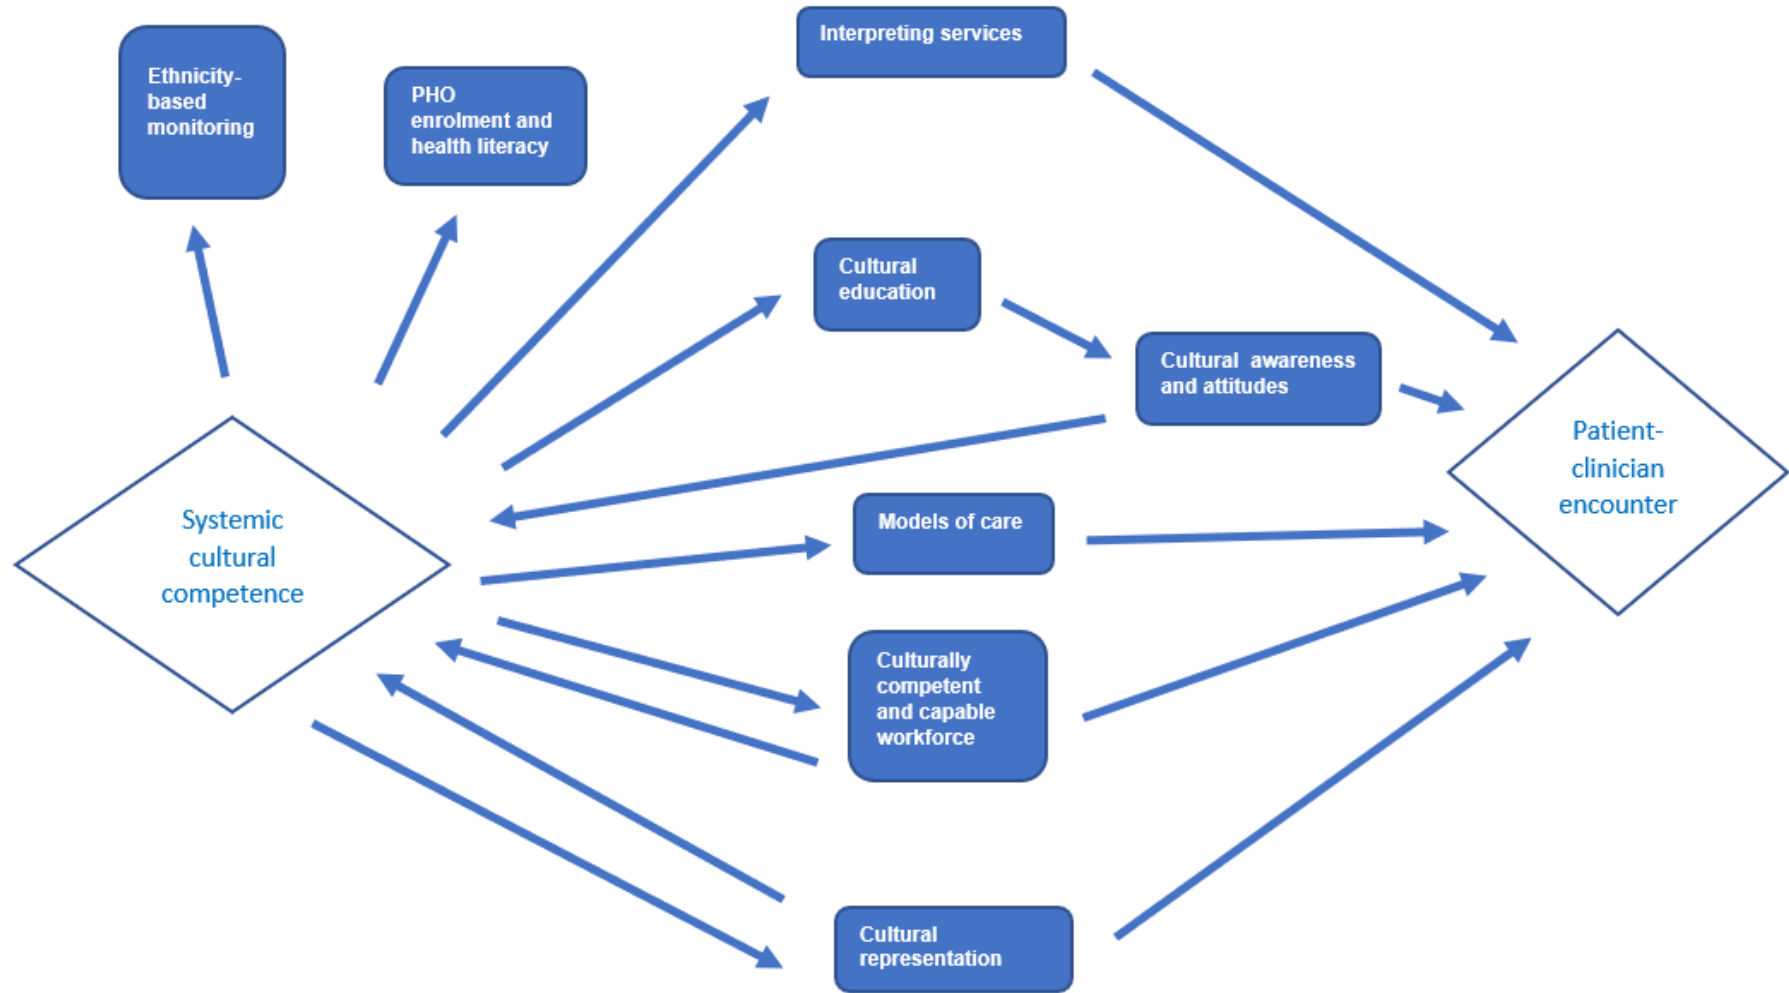 Interpreting services
Ethnicity-
based
monitoring
PHO
enrolment and
health literacy
Cultural
education
Cultural awareness
and attitudes
Patient-
clinician
encounter
Systemic
cultural
competence
Models of care
Culturally
competent
and capable
workforce
Cultural
representation